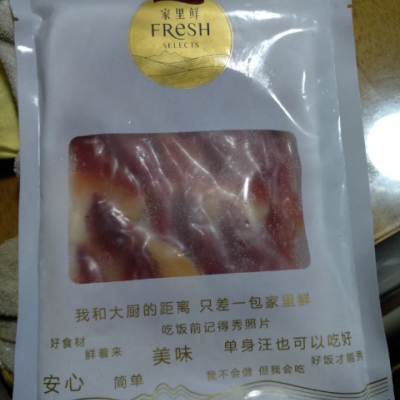 家里鲜
FRESH
SELECTS
我和大厨的距离 只差一包家里鲜
吃饭前记得秀照片
好食材
鲜着来
美味
单身汪也可以吃好
安心
简单
我不会做 但我会吃
好饭才能秀